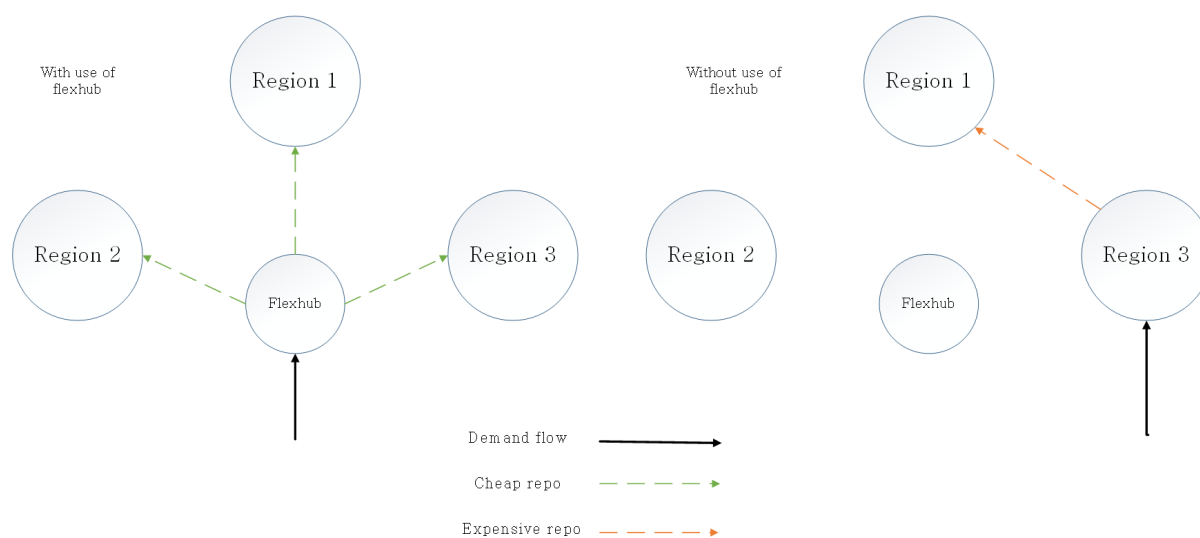 With use of
flexhub
Region 1
Region 2
Flexhub
Region 3
Without use of
flexhub
Region 1
Region 2
Flexhub
Region 3
Demand flow
Cheap repo
Expensive repo